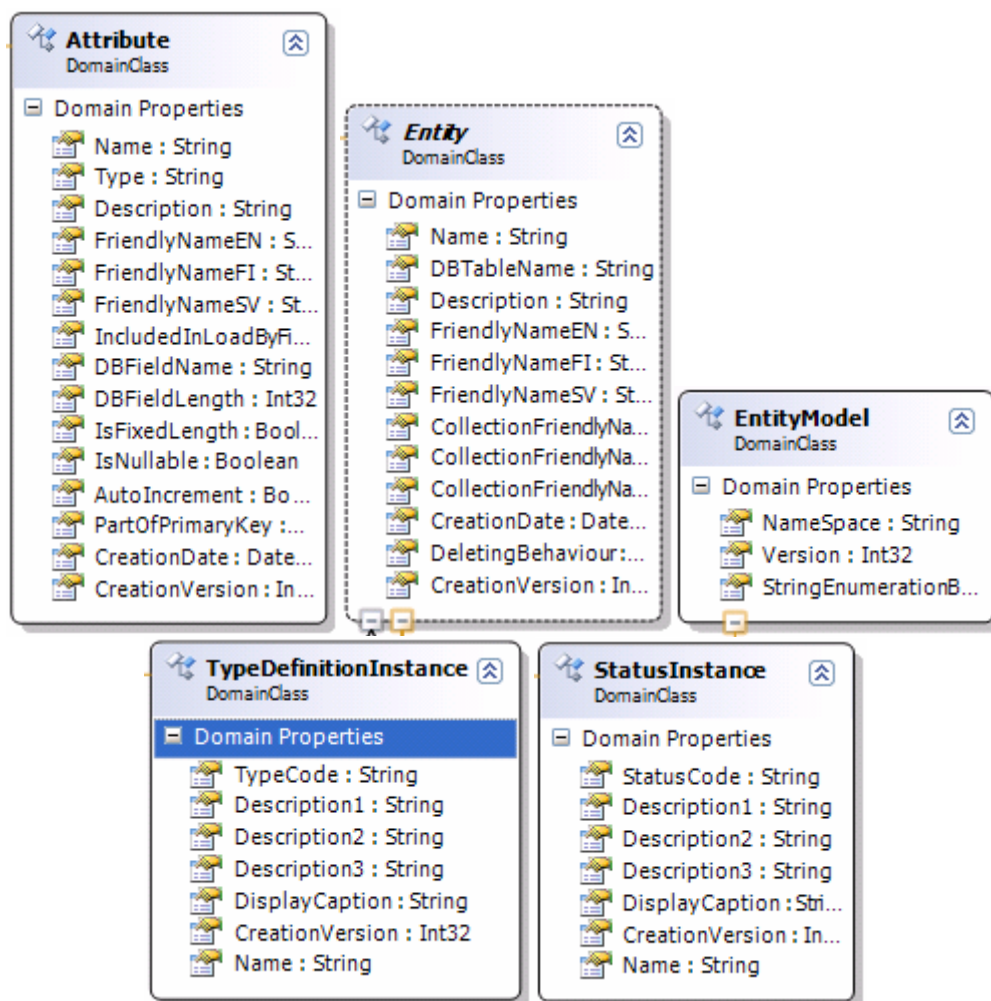 Attribute
DomainClass
Domain Properties
Name : String
Type : String
Description : String
FriendlyNameEN : S...
FriendlyNameFI : St...
FriendlyNameSV : St...
IncludedInLoadByFi...
DBFieldName : String
DBFieldLength : Int32
IsFixedLength : Bool...
IsNullable : Boolean
AutoIncrement : Bo...
PartOfPrimaryKey : ...
CreationDate : Date...
CreationVersion : In...
Entity
DomainClass
Domain Properties
Name : String
DBTableName : String
Description : String
FriendlyNameEN : S...
FriendlyNameFI : St...
FriendlyNameSV : St...
CollectionFriendlyNa...
CollectionFriendlyNa...
CollectionFriendlyNa...
CreationDate : Date...
DeletingBehaviour : ...
CreationVersion : In...
EntityModel
DomainClass
Domain Properties
NameSpace : String
Version : Int32
StringEnumerationB...
TypeDefinitionInstance
DomainClass
Domain Properties
TypeCode : String
Description1 : String
Description2 : String
Description3 : String
DisplayCaption : String
CreationVersion : Int32
Name : String
StatusInstance
DomainClass
Domain Properties
StatusCode : String
Description1 : String
Description2 : String
Description3 : String
DisplayCaption : Stri...
CreationVersion : In...
Name : String